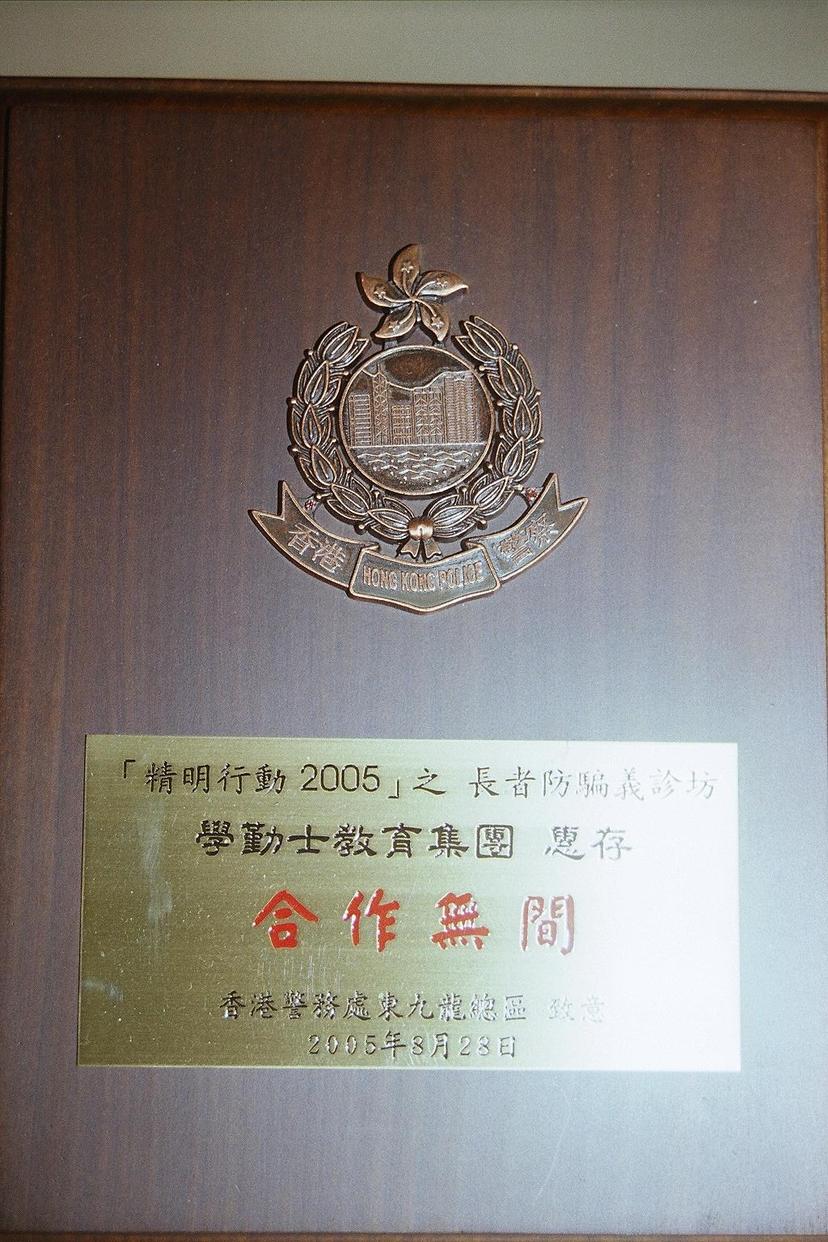 香港 HONG KONG POLICE 警察
「精明行動 2005」之 長者防騙義診坊
學勤士教育集團 惠存
合作無間
香港警務處東九龍總區 致意
2005年8月28日